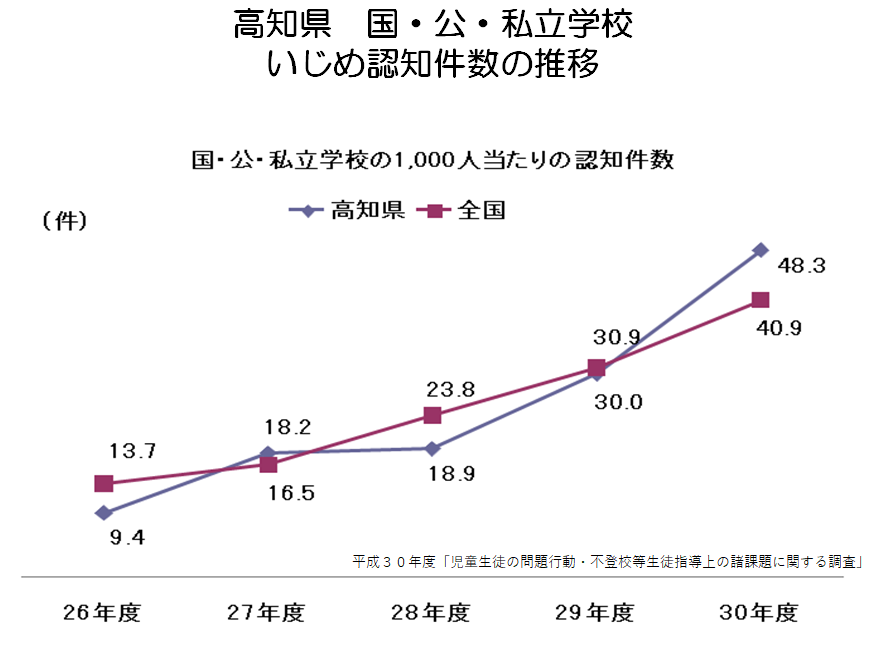 高知県　国・公・私立学校
いじめ認知件数の推移
国・公・私立学校の1,000人当たりの認知件数
高知県 全国
（件）
48.3
40.9
30.9
30.0
23.8
18.9
18.2
16.5
13.7
9.4
平成３０年度「児童生徒の問題行動・不登校等生徒指導上の諸課題に関する調査」
26年度 27年度 28年度 29年度 30年度